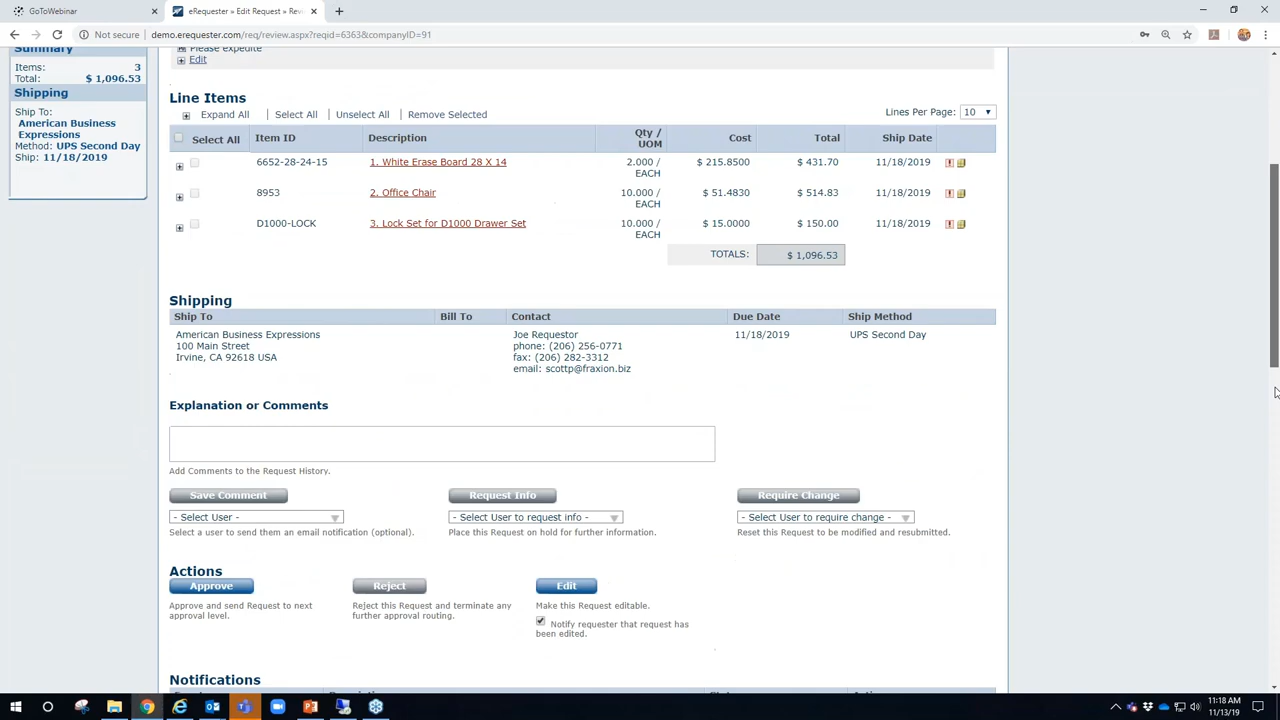 GoToWebinar
eRequester » Edit Request » Revi
Not secure | demo.erequester.com/req/review.aspx?reqid=6363&companyID=91
Summary
Items: 3
Total: $ 1,096.53
Shipping
Ship To:
American Business
Expressions
Method: UPS Second Day
Ship: 11/18/2019
Please expedite
Edit
Line Items
Expand All | Select All | Unselect All | Remove Selected
Lines Per Page: 10
Select All Item ID Description Qty / UOM Cost Total Ship Date
6652-28-24-15 1. White Erase Board 28 X 14 2.000 / EACH $ 215.8500 $ 431.70 11/18/2019
8953 2. Office Chair 10.000 / EACH $ 51.4830 $ 514.83 11/18/2019
D1000-LOCK 3. Lock Set for D1000 Drawer Set 10.000 / EACH $ 15.0000 $ 150.00 11/18/2019
TOTALS: $ 1,096.53
Shipping
Ship To Bill To Contact Due Date Ship Method
American Business Expressions Joe Requestor 11/18/2019 UPS Second Day
100 Main Street phone: (206) 256-0771
Irvine, CA 92618 USA fax: (206) 282-3312
email: scottp@fraxion.biz
Explanation or Comments
Add Comments to the Request History.
Save Comment Request Info Require Change
- Select User - - Select User to request info - - Select User to require change -
Select a user to send them an email notification (optional). Place this Request on hold for further information. Reset this Request to be modified and resubmitted.
Actions
Approve Reject Edit
Approve and send Request to next Reject this Request and terminate any Make this Request editable.
approval level. further approval routing.
Notify requester that request has
been edited.
Notifications
11:18 AM
11/13/19